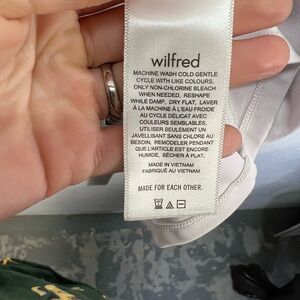 wilfred
MACHINE WASH COLD GENTLE
CYCLE WITH LIKE COLOURS,
ONLY NON-CHLORINE BLEACH
WHEN NEEDED, RESHAPE
WHILE DAMP, DRY FLAT, LAVER
À LA MACHINE À L'EAU FROIDE
AU CYCLE DÉLICAT AVEC
COULEURS SEMBLABLES,
UTILISER SEULEMENT UN
JAVELLISANT SANS CHLORE AU
BESOIN, REMODELER PENDANT
QUE L'ARTICLE EST ENCORE
HUMIDE, SÉCHER À PLAT,
MADE IN VIETNAM
FABRIQUÉ AU VIETNAM
MADE FOR EACH OTHER.